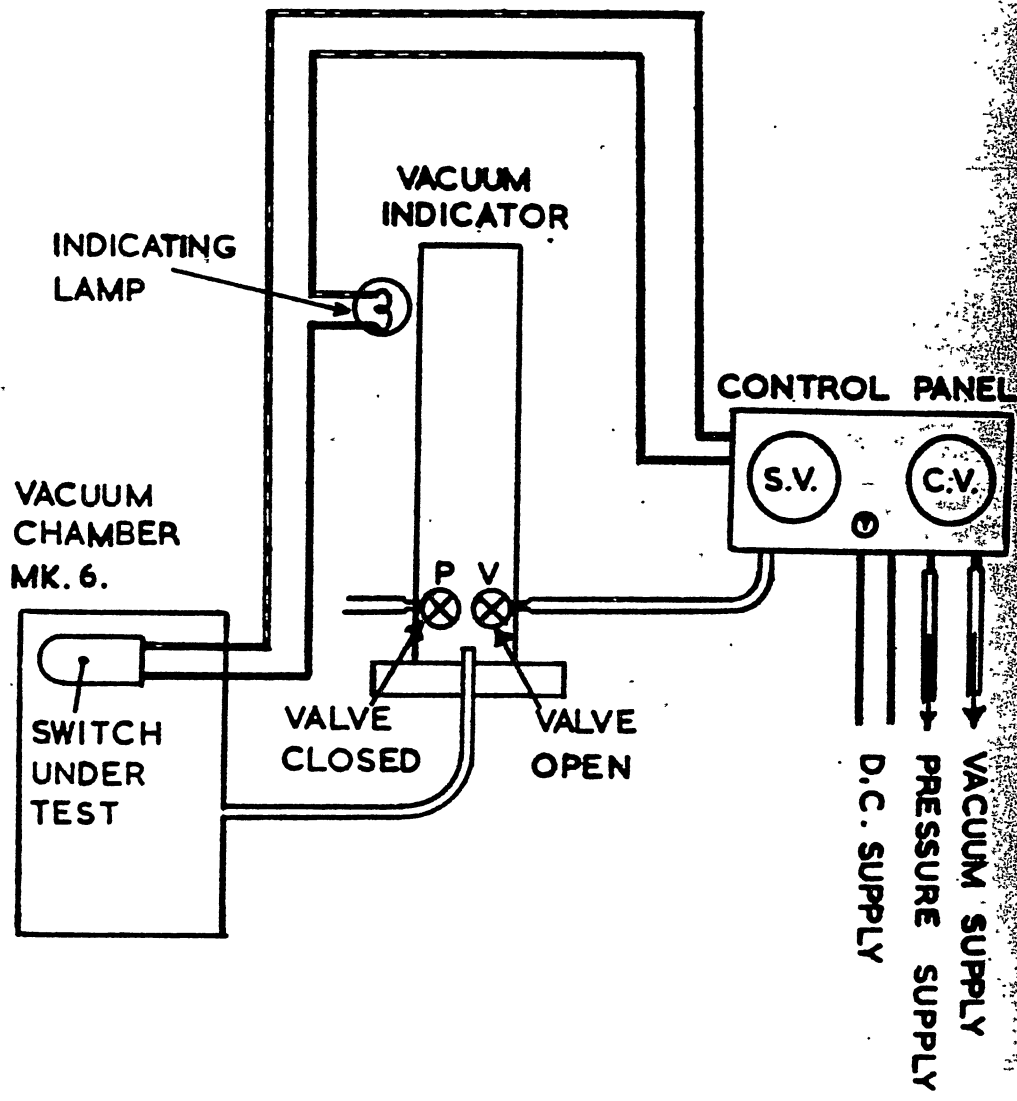 VACUUM
INDICATOR
INDICATING
LAMP
CONTROL PANEL
S.V.
C.V.
V
VACUUM
CHAMBER
MK. 6.
P V
SWITCH
UNDER
TEST
VALVE
CLOSED
VALVE
OPEN
D.C. SUPPLY
PRESSURE SUPPLY
VACUUM SUPPLY